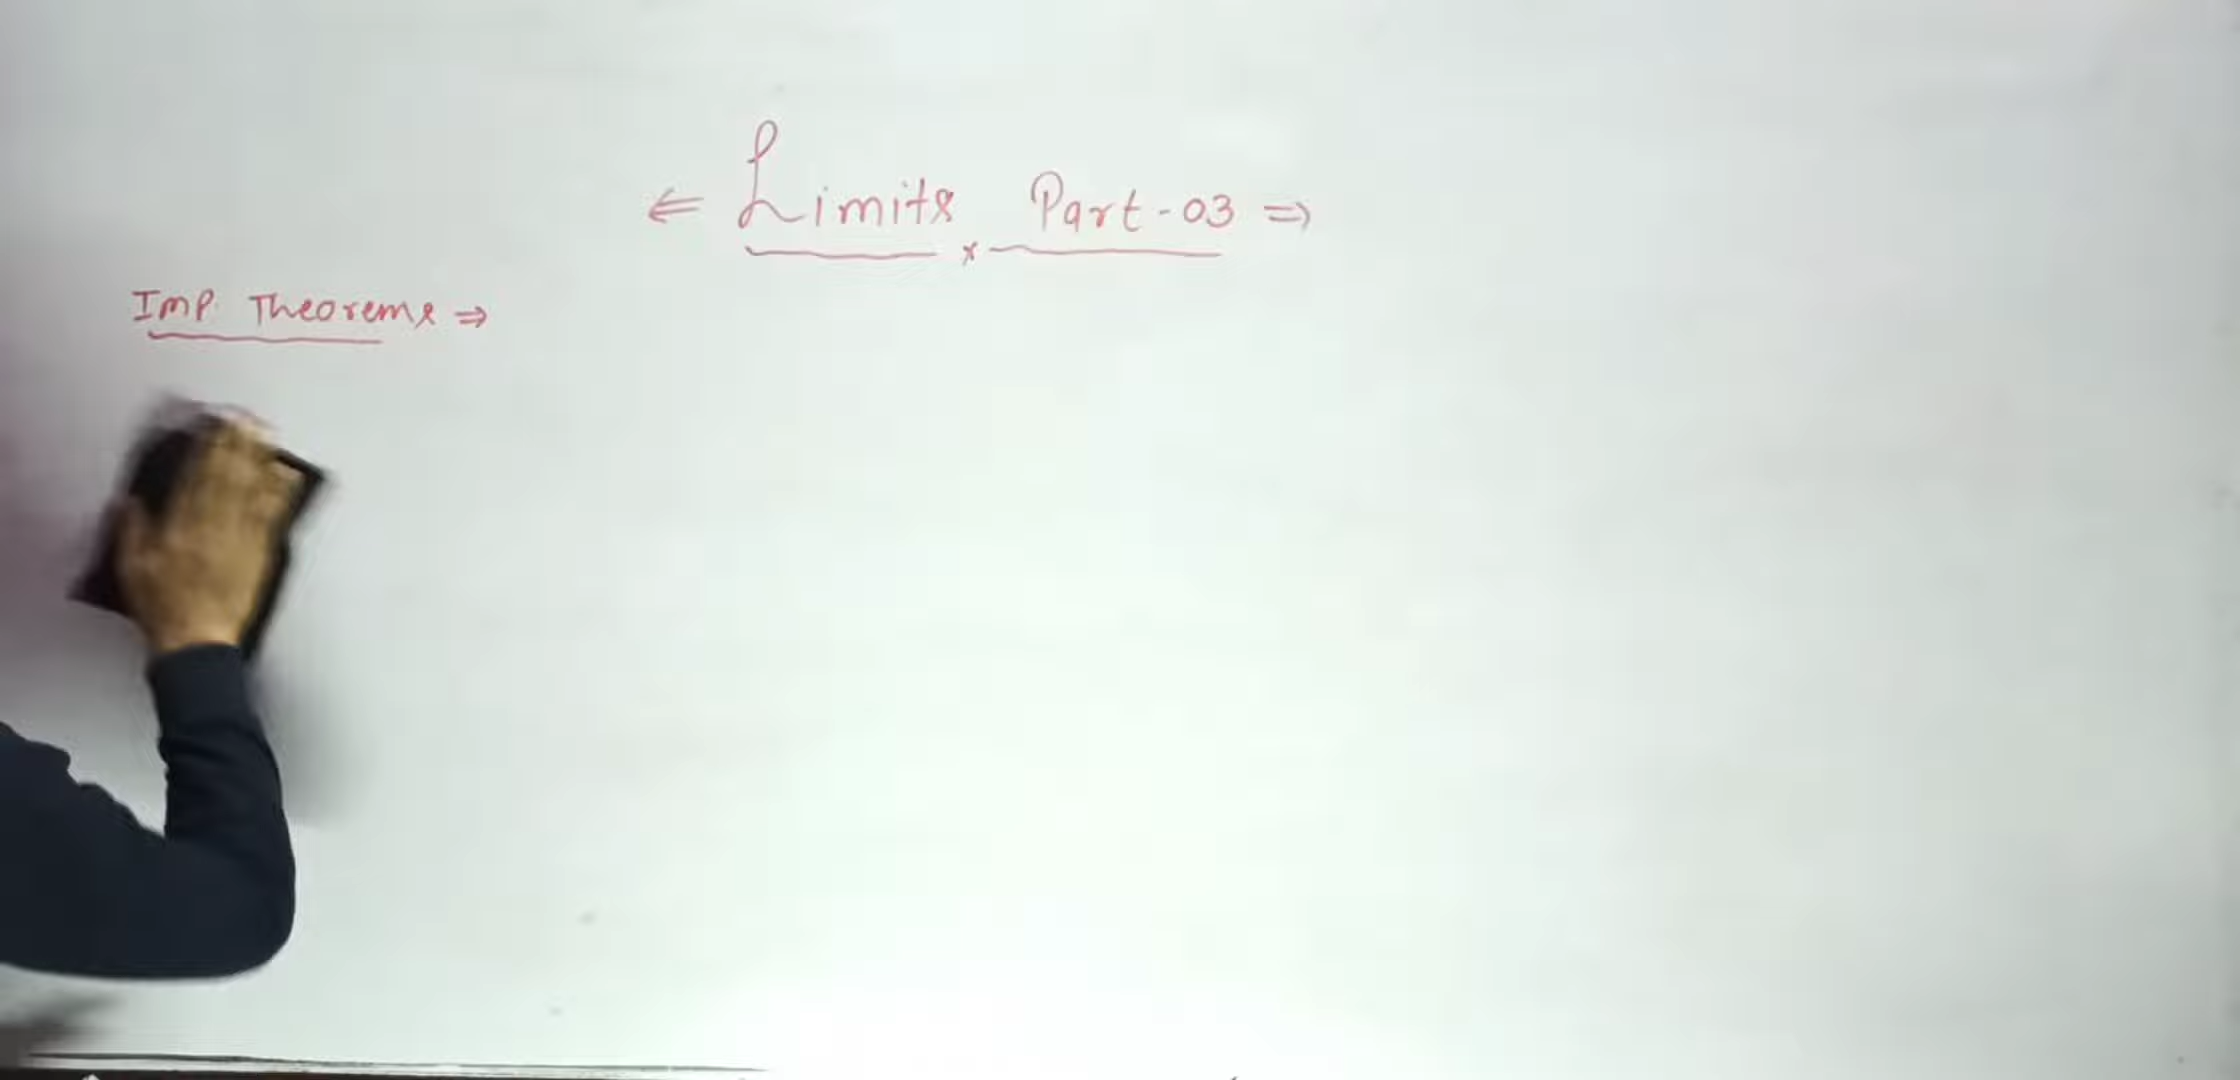 ⇐ Limits Part-03 ⇒
Imp. Theorems ⇒